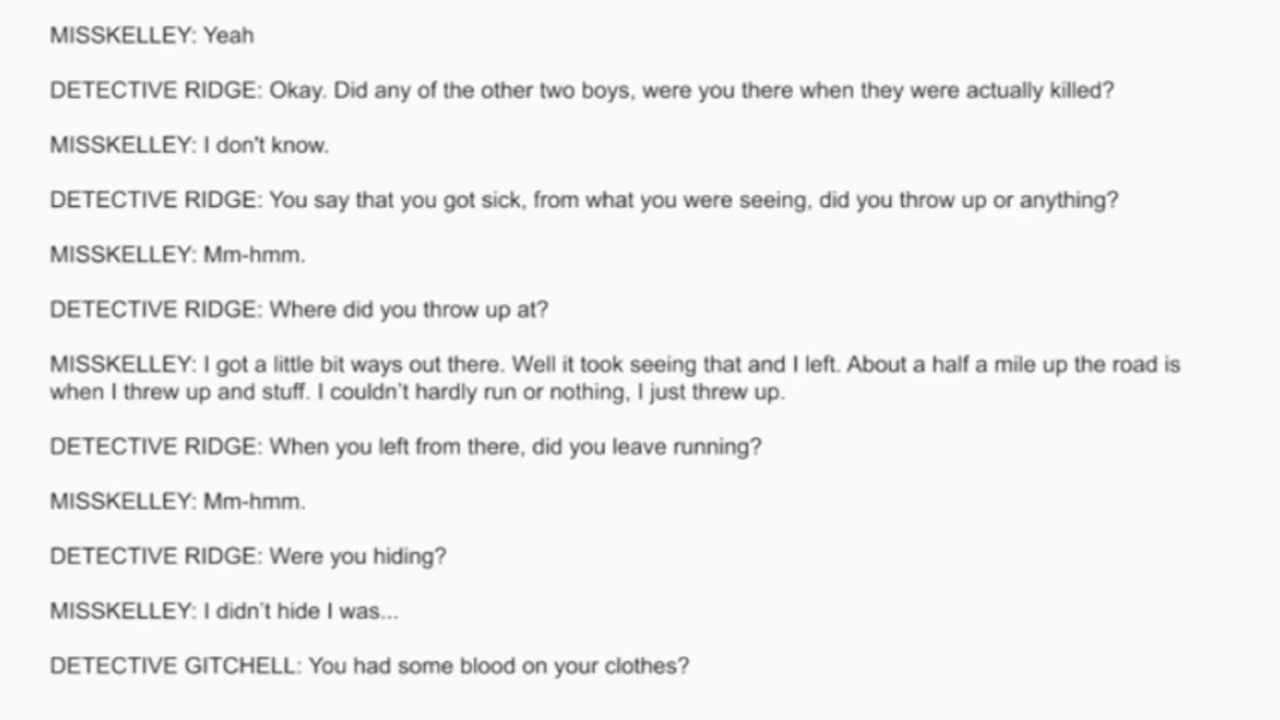 MISSKELLEY: Yeah
DETECTIVE RIDGE: Okay. Did any of the other two boys, were you there when they were actually killed?
MISSKELLEY: I don't know.
DETECTIVE RIDGE: You say that you got sick, from what you were seeing, did you throw up or anything?
MISSKELLEY: Mm-hmm.
DETECTIVE RIDGE: Where did you throw up at?
MISSKELLEY: I got a little bit ways out there. Well it took seeing that and I left. About a half a mile up the road is
when I threw up and stuff. I couldn’t hardly run or nothing, I just threw up.
DETECTIVE RIDGE: When you left from there, did you leave running?
MISSKELLEY: Mm-hmm.
DETECTIVE RIDGE: Were you hiding?
MISSKELLEY: I didn’t hide I was...
DETECTIVE GITCHELL: You had some blood on your clothes?